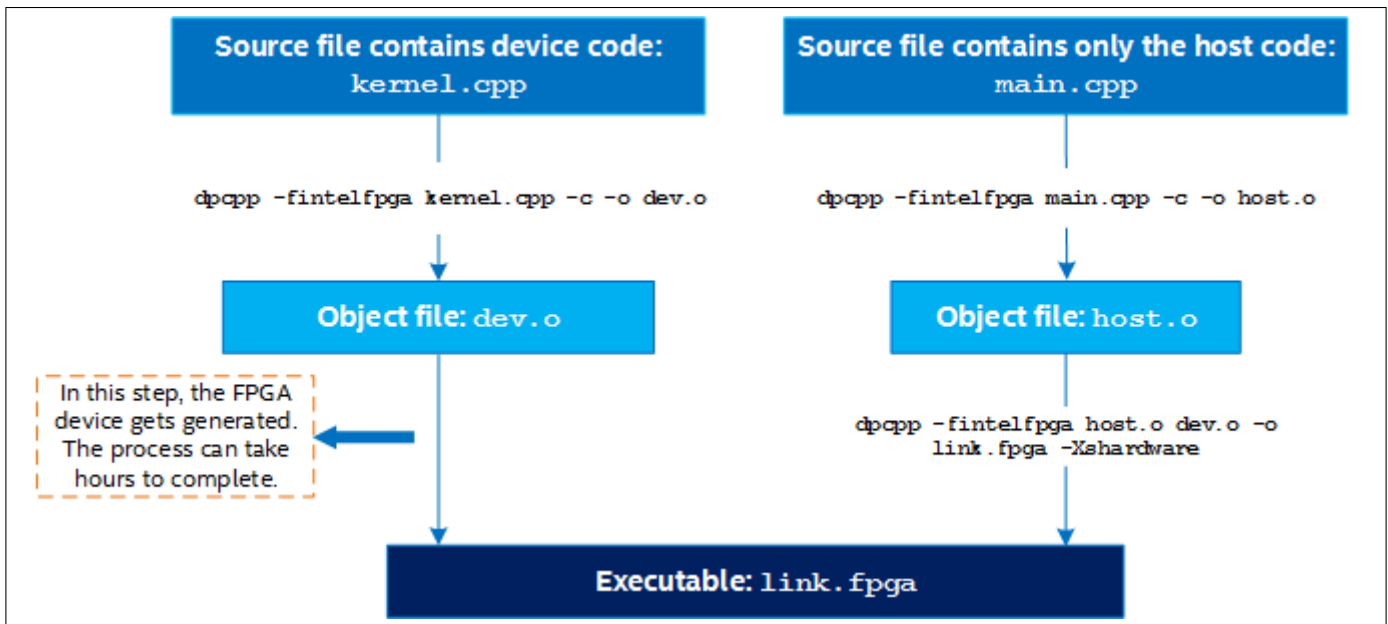 Source file contains device code:
kernel.cpp
Source file contains only the host code:
main.cpp
dpcpp -fintelfpga kernel.cpp -c -o dev.o
dpcpp -fintelfpga main.cpp -c -o host.o
Object file: dev.o
Object file: host.o
In this step, the FPGA
device gets generated.
The process can take
hours to complete.
dpcpp -fintelfpga host.o dev.o -o
link.fpga -Xshardware
Executable: link.fpga